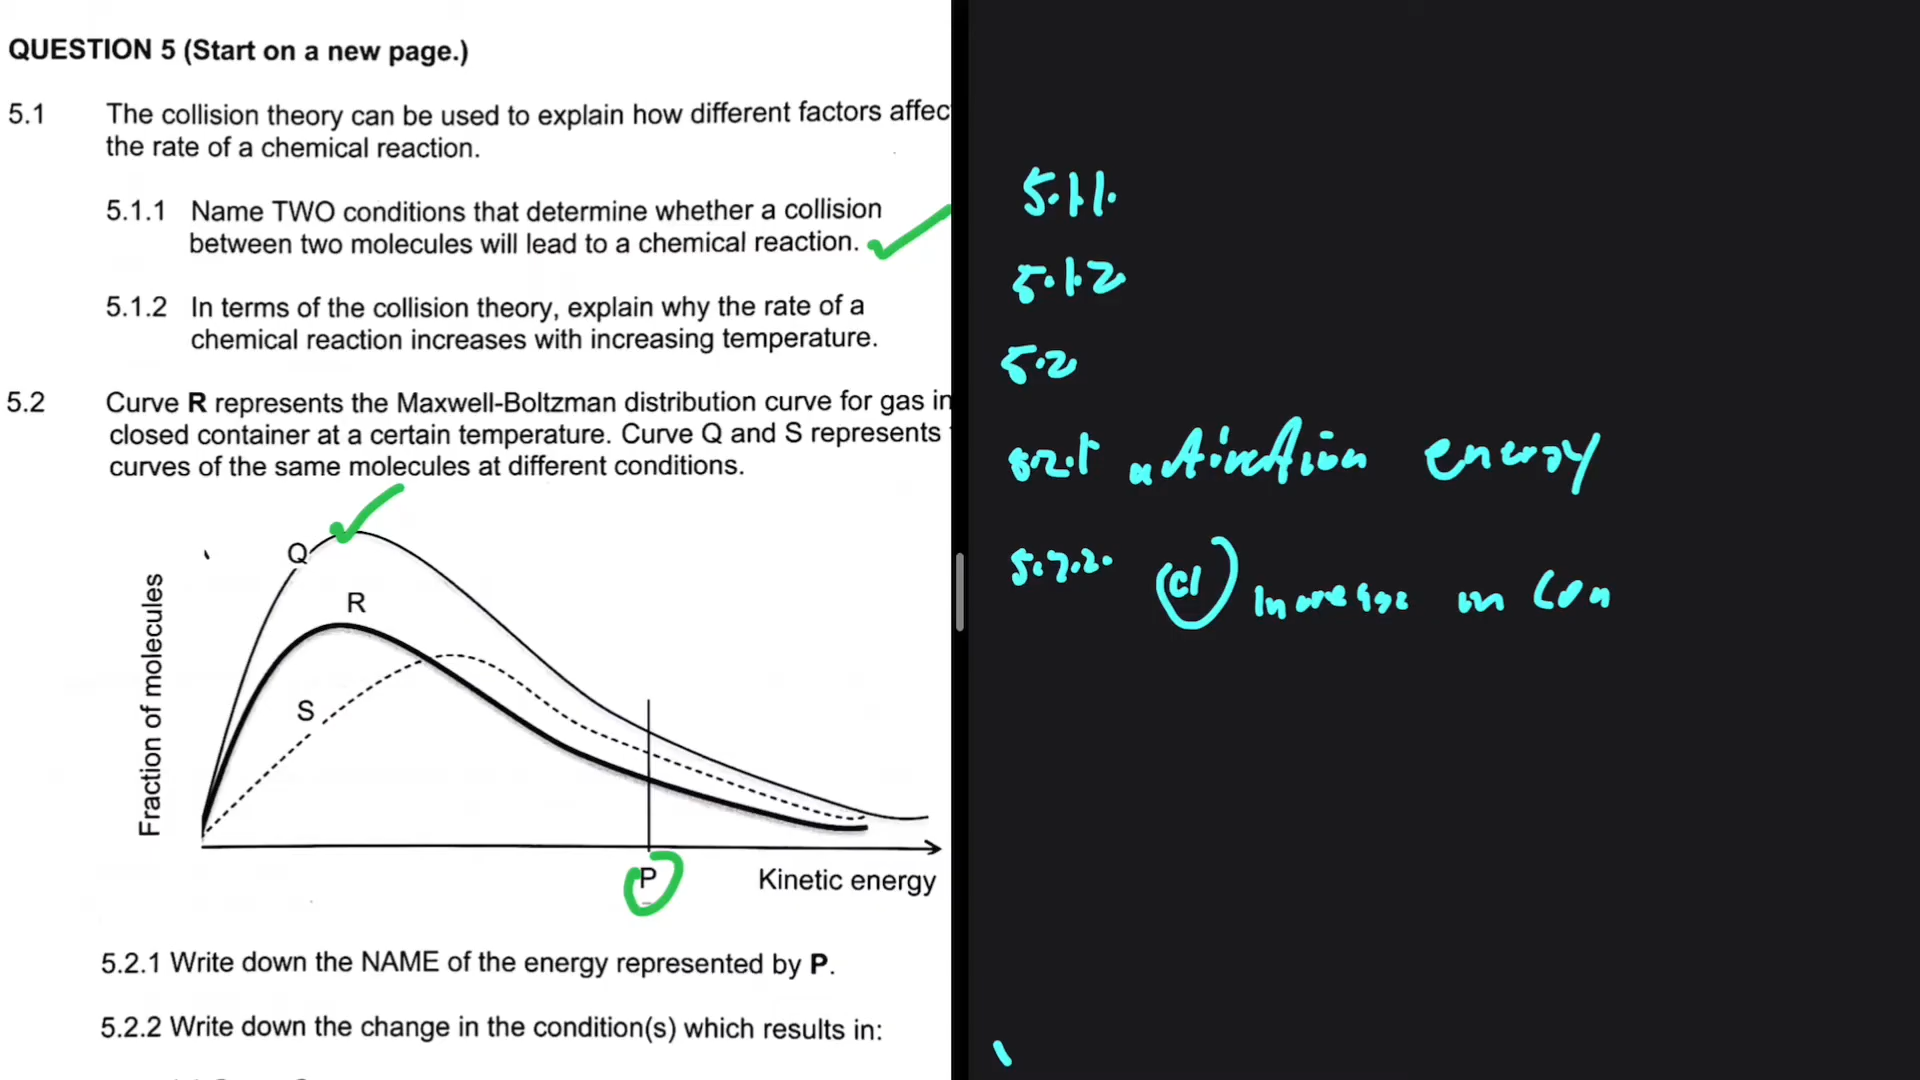 QUESTION 5 (Start on a new page.)
5.1 The collision theory can be used to explain how different factors affec
the rate of a chemical reaction.
5.1.1 Name TWO conditions that determine whether a collision
between two molecules will lead to a chemical reaction.
5.1.2 In terms of the collision theory, explain why the rate of a
chemical reaction increases with increasing temperature.
5.2 Curve R represents the Maxwell-Boltzman distribution curve for gas in
closed container at a certain temperature. Curve Q and S represents
curves of the same molecules at different conditions.
Q
R
S
Fraction of molecules
P
Kinetic energy
5.2.1 Write down the NAME of the energy represented by P.
5.2.2 Write down the change in the condition(s) which results in:
5.1.1.
5.1.2
5.2
5.2.1 energy
5.2.2. Increase in Con